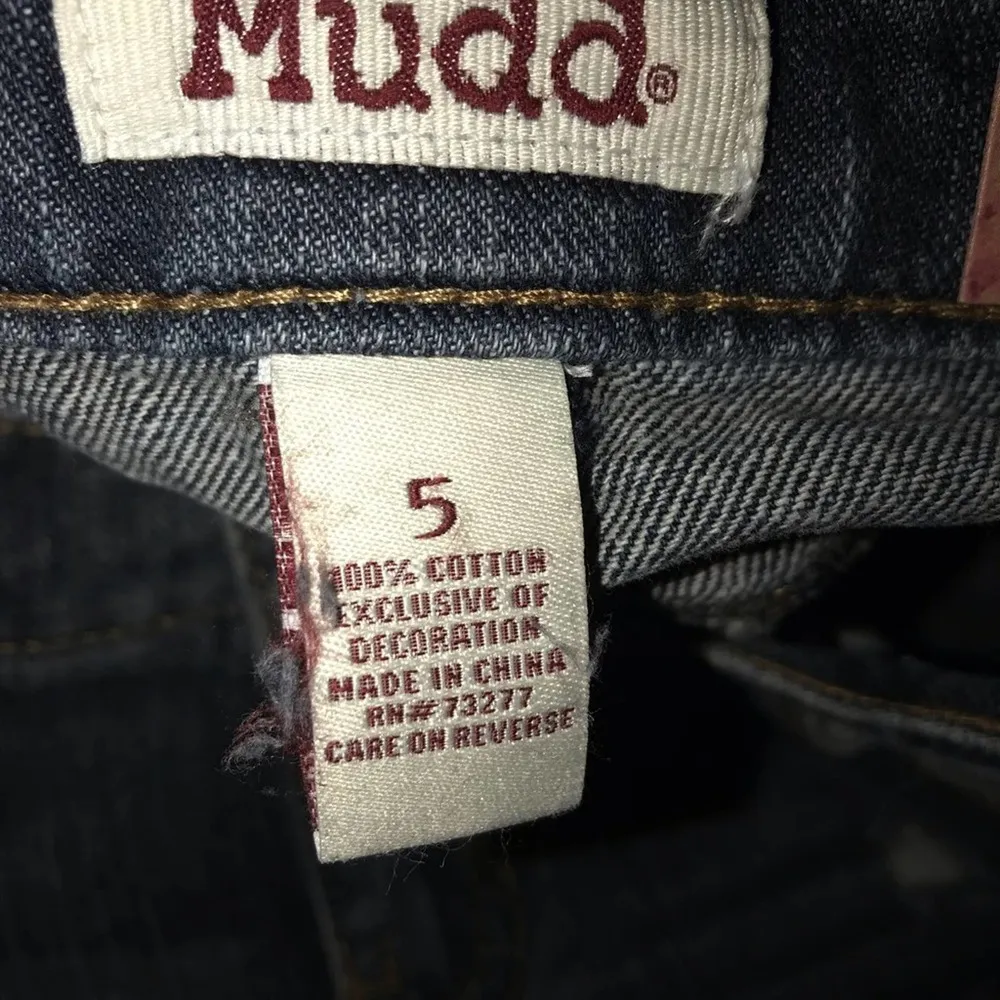 Mudd®
5
100% COTTON
EXCLUSIVE OF
DECORATION
MADE IN CHINA
RN# 73277
CARE ON REVERSE